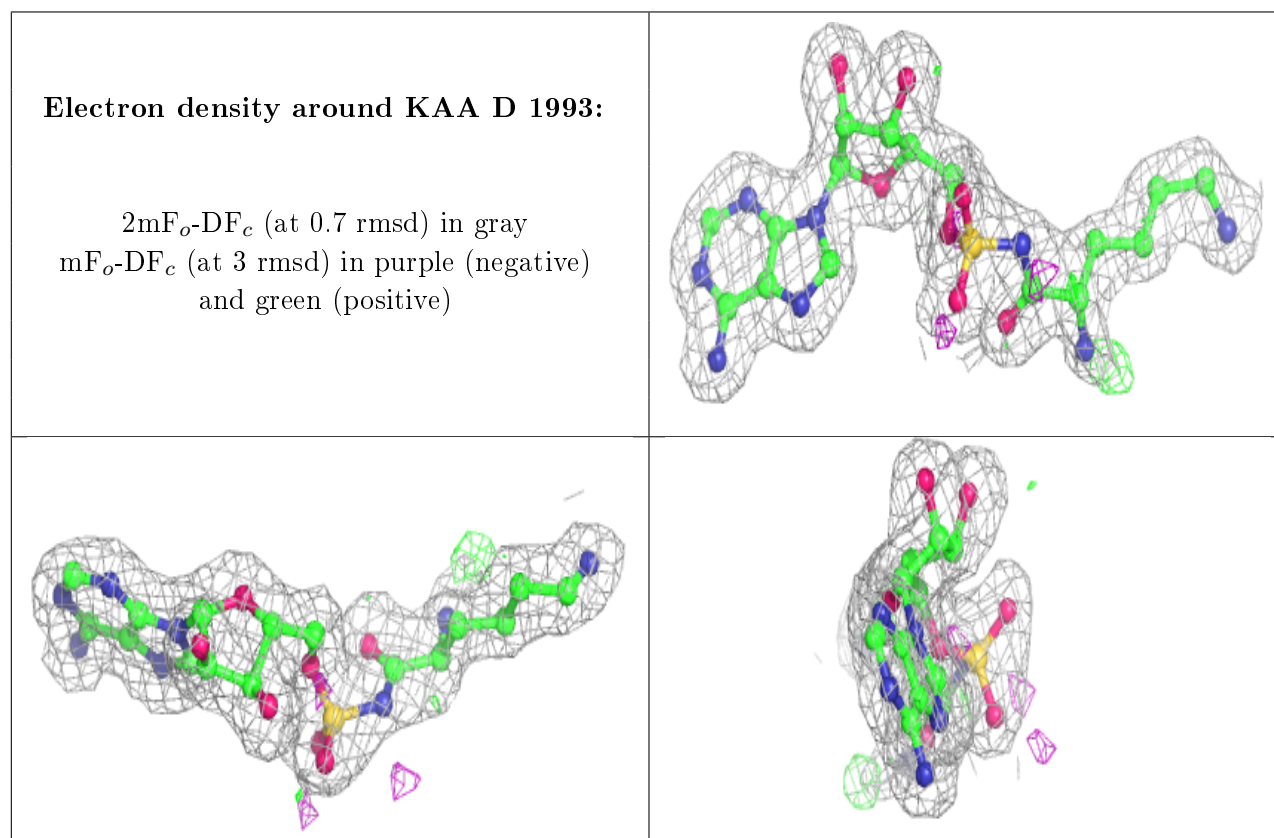 Electron density around KAA D 1993:
2mFo-DFc (at 0.7 rmsd) in gray
mFo-DFc (at 3 rmsd) in purple (negative)
and green (positive)